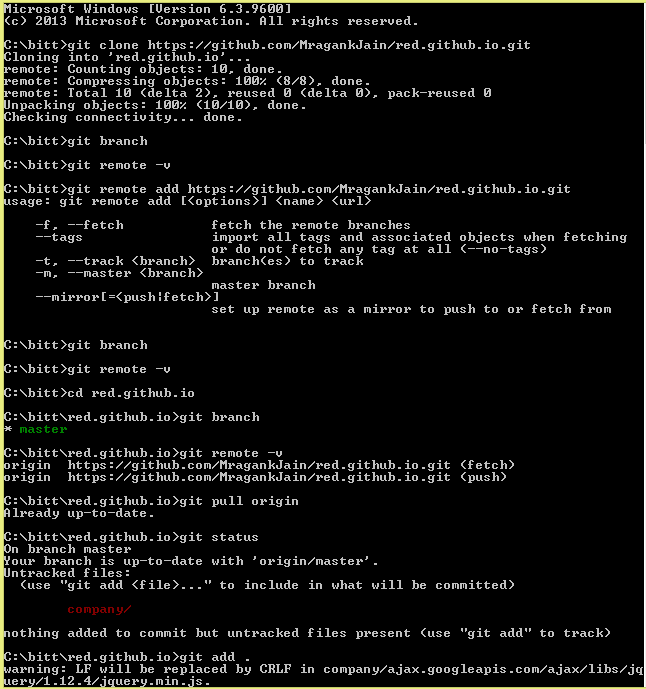 Microsoft Windows [Version 6.3.9600]
(c) 2013 Microsoft Corporation. All rights reserved.
C:\bitt>git clone https://github.com/MragankJain/red.github.io.git
Cloning into 'red.github.io'...
remote: Counting objects: 10, done.
remote: Compressing objects: 100% (8/8), done.
remote: Total 10 (delta 2), reused 0 (delta 0), pack-reused 0
Unpacking objects: 100% (10/10), done.
Checking connectivity... done.
C:\bitt>git branch
C:\bitt>git remote -v
C:\bitt>git remote add https://github.com/MragankJain/red.github.io.git
usage: git remote add [<options>] <name> <url>
-f, --fetch fetch the remote branches
--tags import all tags and associated objects when fetching
or do not fetch any tag at all (--no-tags)
-t, --track <branch> branch(es) to track
-m, --master <branch>
master branch
--mirror[=<push|fetch>]
set up remote as a mirror to push to or fetch from
C:\bitt>git branch
C:\bitt>git remote -v
C:\bitt>cd red.github.io
C:\bitt\red.github.io>git branch
* master
C:\bitt\red.github.io>git remote -v
origin https://github.com/MragankJain/red.github.io.git (fetch)
origin https://github.com/MragankJain/red.github.io.git (push)
C:\bitt\red.github.io>git pull origin
Already up-to-date.
C:\bitt\red.github.io>git status
On branch master
Your branch is up-to-date with 'origin/master'.
Untracked files:
(use "git add <file>..." to include in what will be committed)
company/
nothing added to commit but untracked files present (use "git add" to track)
C:\bitt\red.github.io>git add .
warning: LF will be replaced by CRLF in company/ajax.googleapis.com/ajax/libs/jq
uery/1.12.4/jquery.min.js.